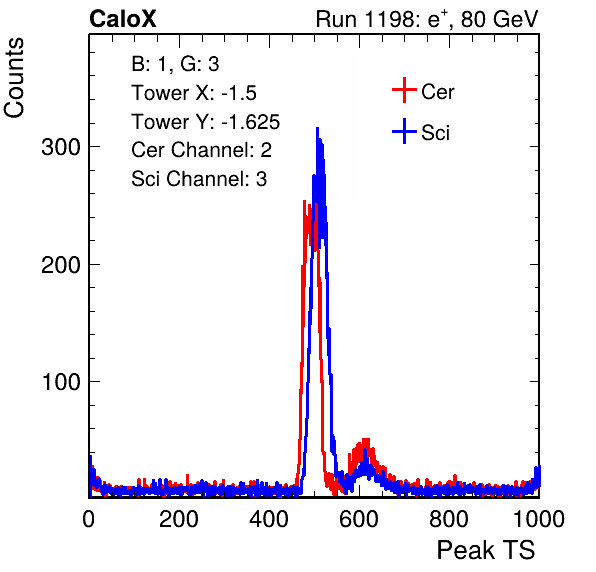 CaloX
Run 1198: e+, 80 GeV
Counts
B: 1, G: 3
Tower X: -1.5
Tower Y: -1.625
Cer Channel: 2
Sci Channel: 3
Cer
Sci
300
200
100
0 200 400 600 800 1000
Peak TS